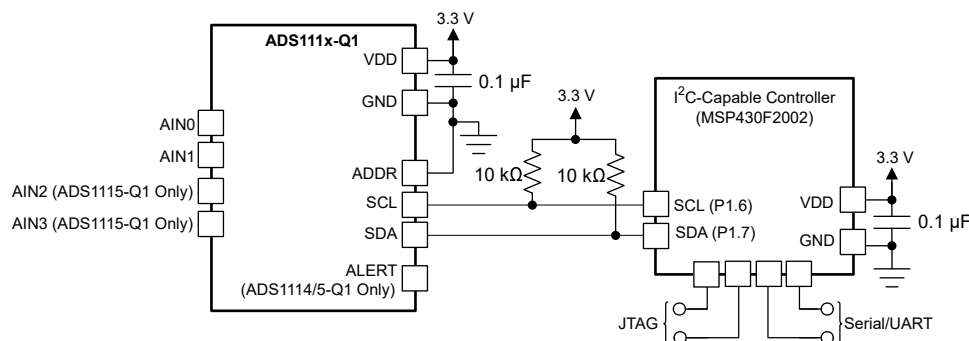 ADS111x-Q1
3.3 V
VDD
0.1 µF
GND
AIN0
AIN1
ADDR
AIN2 (ADS1115-Q1 Only)
SCL
AIN3 (ADS1115-Q1 Only)
SDA
ALERT
(ADS1114/5-Q1 Only)
3.3 V
10 kΩ
10 kΩ
I²C-Capable Controller
(MSP430F2002)
3.3 V
SCL (P1.6)
VDD
0.1 µF
SDA (P1.7)
GND
JTAG
Serial/UART